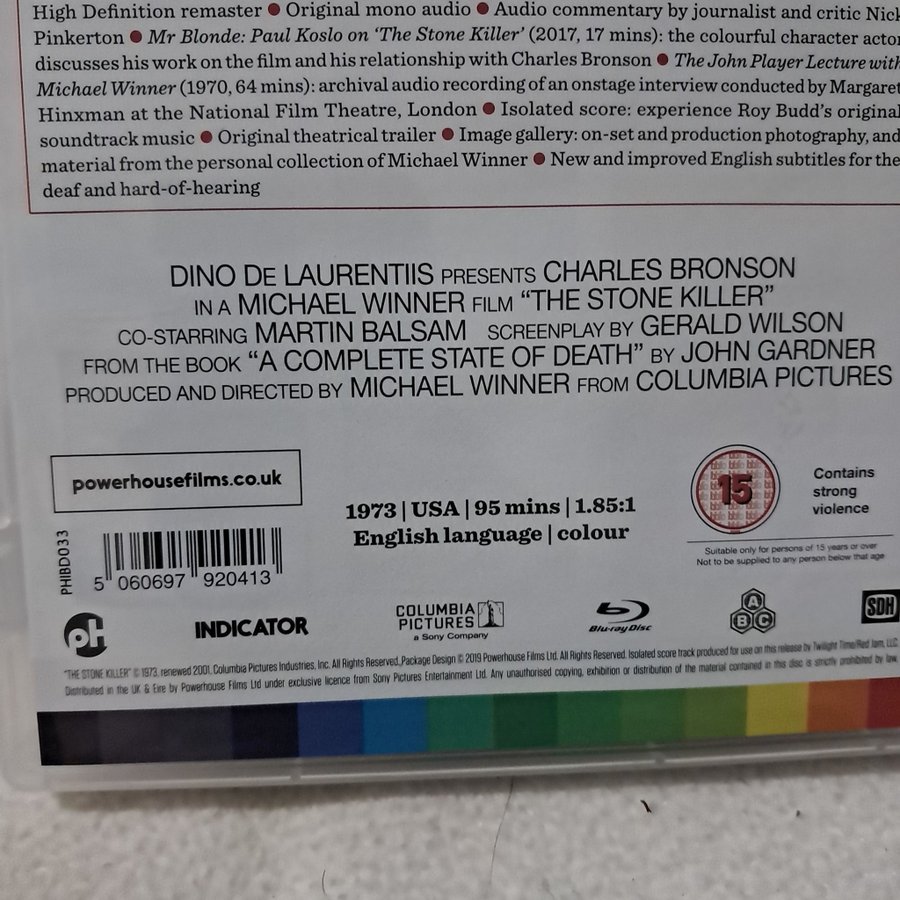 High Definition remaster ● Original mono audio ● Audio commentary by journalist and critic Nick
Pinkerton ● Mr Blonde: Paul Koslo on ‘The Stone Killer’ (2017, 17 mins): the colourful character actor
discusses his work on the film and his relationship with Charles Bronson ● The John Player Lecture with
Michael Winner (1970, 64 mins): archival audio recording of an onstage interview conducted by Margaret
Hinxman at the National Film Theatre, London ● Isolated score: experience Roy Budd’s original
soundtrack music ● Original theatrical trailer ● Image gallery: on-set and production photography, and
material from the personal collection of Michael Winner ● New and improved English subtitles for the
deaf and hard-of-hearing
DINO DE LAURENTIIS PRESENTS CHARLES BRONSON
IN A MICHAEL WINNER FILM “THE STONE KILLER”
CO-STARRING MARTIN BALSAM SCREENPLAY BY GERALD WILSON
FROM THE BOOK “A COMPLETE STATE OF DEATH” BY JOHN GARDNER
PRODUCED AND DIRECTED BY MICHAEL WINNER FROM COLUMBIA PICTURES
powerhousefilms.co.uk
1973 | USA | 95 mins | 1.85:1
English language | colour
15
Contains
strong
violence
Suitable only for persons of 15 years or over
Not to be supplied to any person below that age
PHIBD033
5 060697 920413
pH
INDICATOR
COLUMBIA
PICTURES
a Sony Company
Blu-ray Disc
A
B C
SDH
“THE STONE KILLER” © 1973, renewed 2001, Columbia Pictures Industries, Inc. All Rights Reserved. Package Design © 2019 Powerhouse Films Ltd. All Rights Reserved. Isolated score track produced for use on this release by Twilight Time/Red Jam, LLC.
Distributed in the UK & Eire by Powerhouse Films Ltd under exclusive licence from Sony Pictures Entertainment Ltd. Any unauthorised copying, exhibition or distribution of the material contained in this disc is strictly prohibited by law.